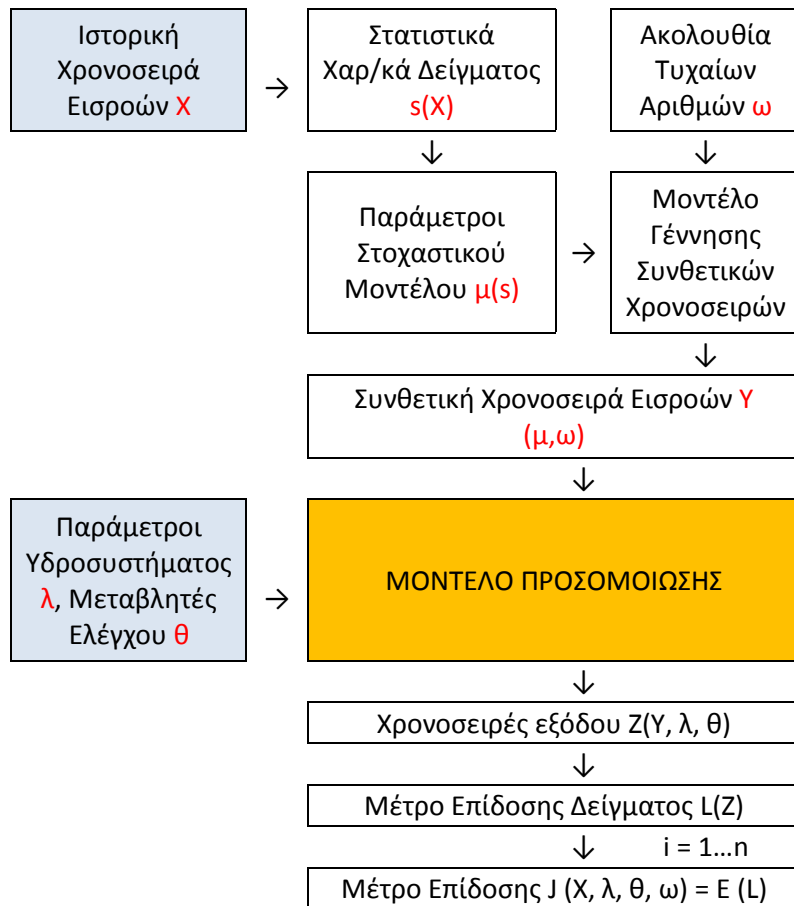 Ιστορική
Χρονοσειρά
Εισροών X
→
Στατιστικά
Χαρ/κά Δείγματος
s(X)
Ακολουθία
Τυχαίων
Αριθμών ω
↓
↓
Παράμετροι
Στοχαστικού
Μοντέλου μ(s)
→
Μοντέλο
Γέννησης
Συνθετικών
Χρονοσειρών
↓
Συνθετική Χρονοσειρά Εισροών Υ
(μ,ω)
↓
Παράμετροι
Υδροσυστήματος
λ, Μεταβλητές
Ελέγχου θ
→
ΜΟΝΤΕΛΟ ΠΡΟΣΟΜΟΙΩΣΗΣ
↓
Χρονοσειρές εξόδου Ζ(Υ, λ, θ)
↓
Μέτρο Επίδοσης Δείγματος L(Z)
↓ i = 1...n
Μέτρο Επίδοσης J (X, λ, θ, ω) = E (L)